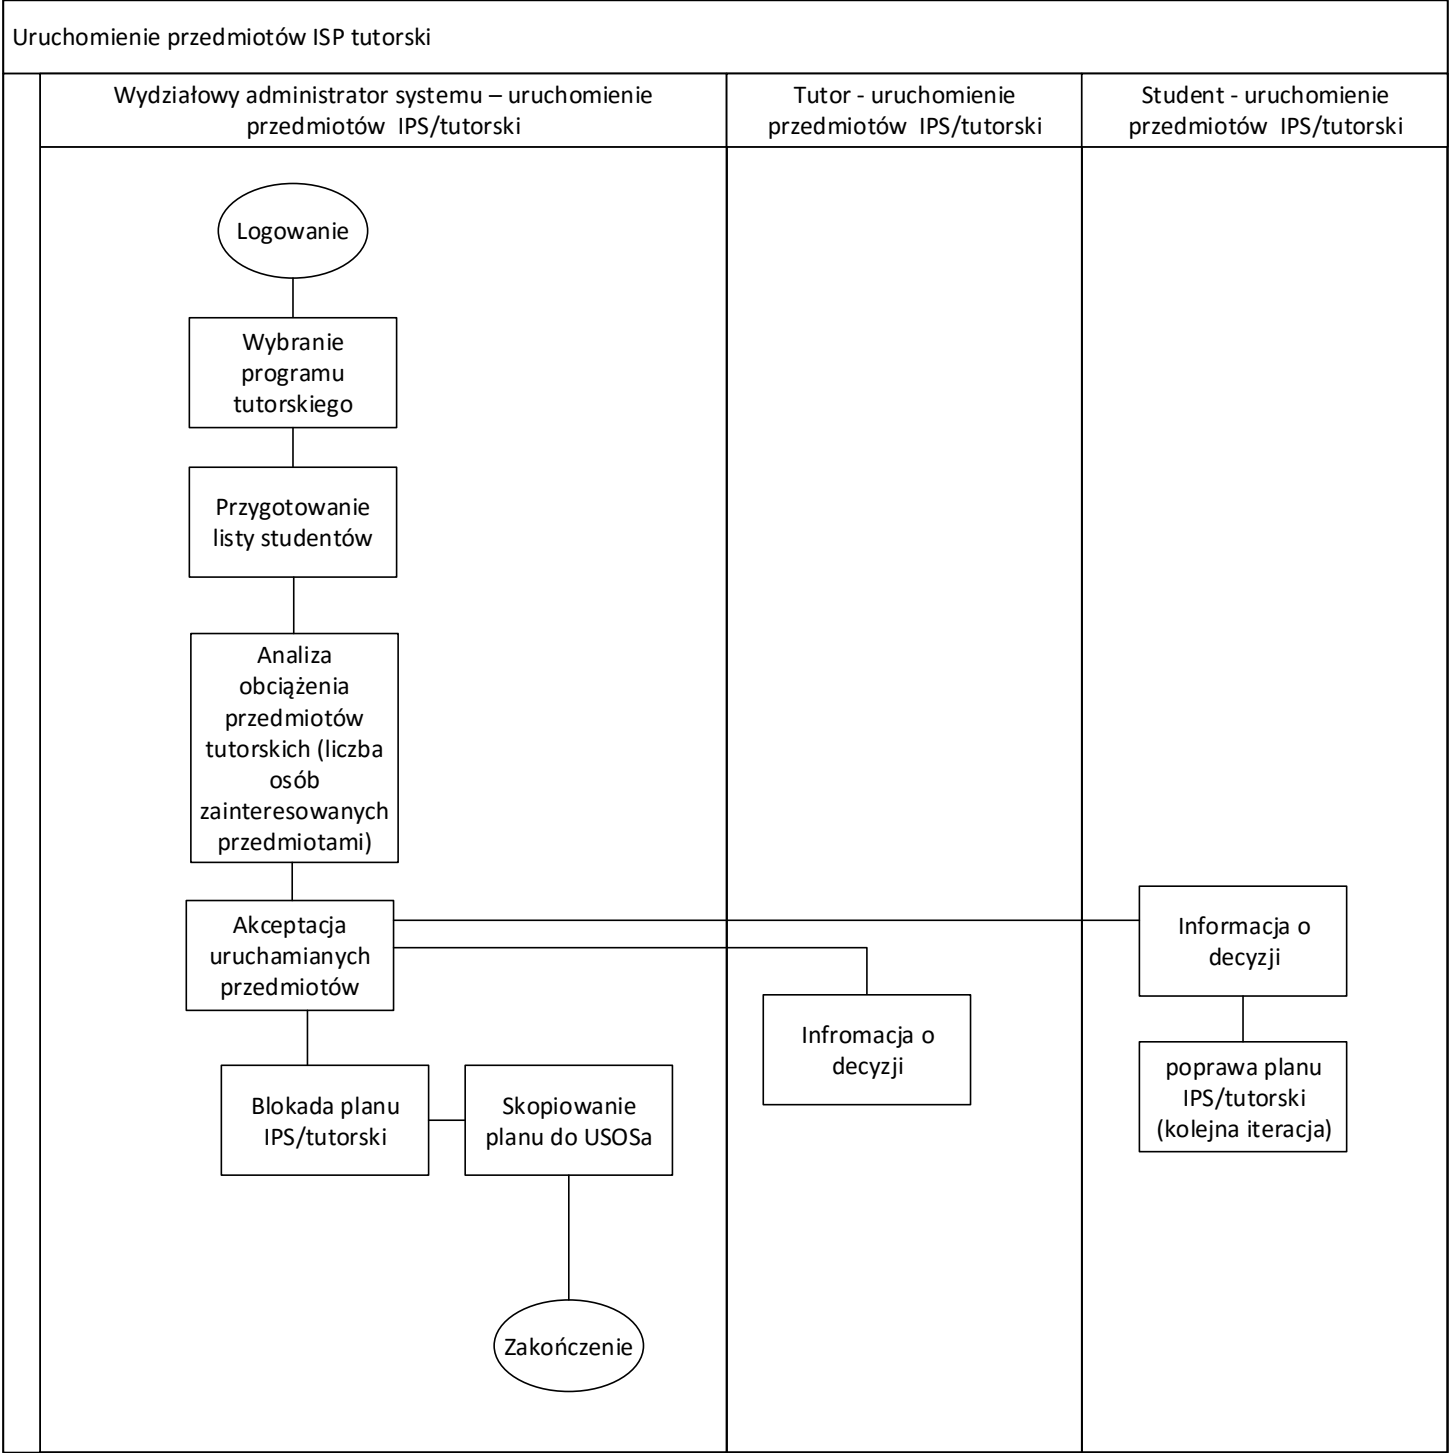 Uruchomienie przedmiotów ISP tutorski
Wydziałowy administrator systemu – uruchomienie
przedmiotów IPS/tutorski
Tutor - uruchomienie
przedmiotów IPS/tutorski
Student - uruchomienie
przedmiotów IPS/tutorski
Logowanie
Wybranie
programu
tutorskiego
Przygotowanie
listy studentów
Analiza
obciążenia
przedmiotów
tutorskich (liczba
osób
zainteresowanych
przedmiotami)
Akceptacja
uruchamianych
przedmiotów
Informacja o
decyzji
Infromacja o
decyzji
poprawa planu
IPS/tutorski
(kolejna iteracja)
Blokada planu
IPS/tutorski
Skopiowanie
planu do USOSa
Zakończenie